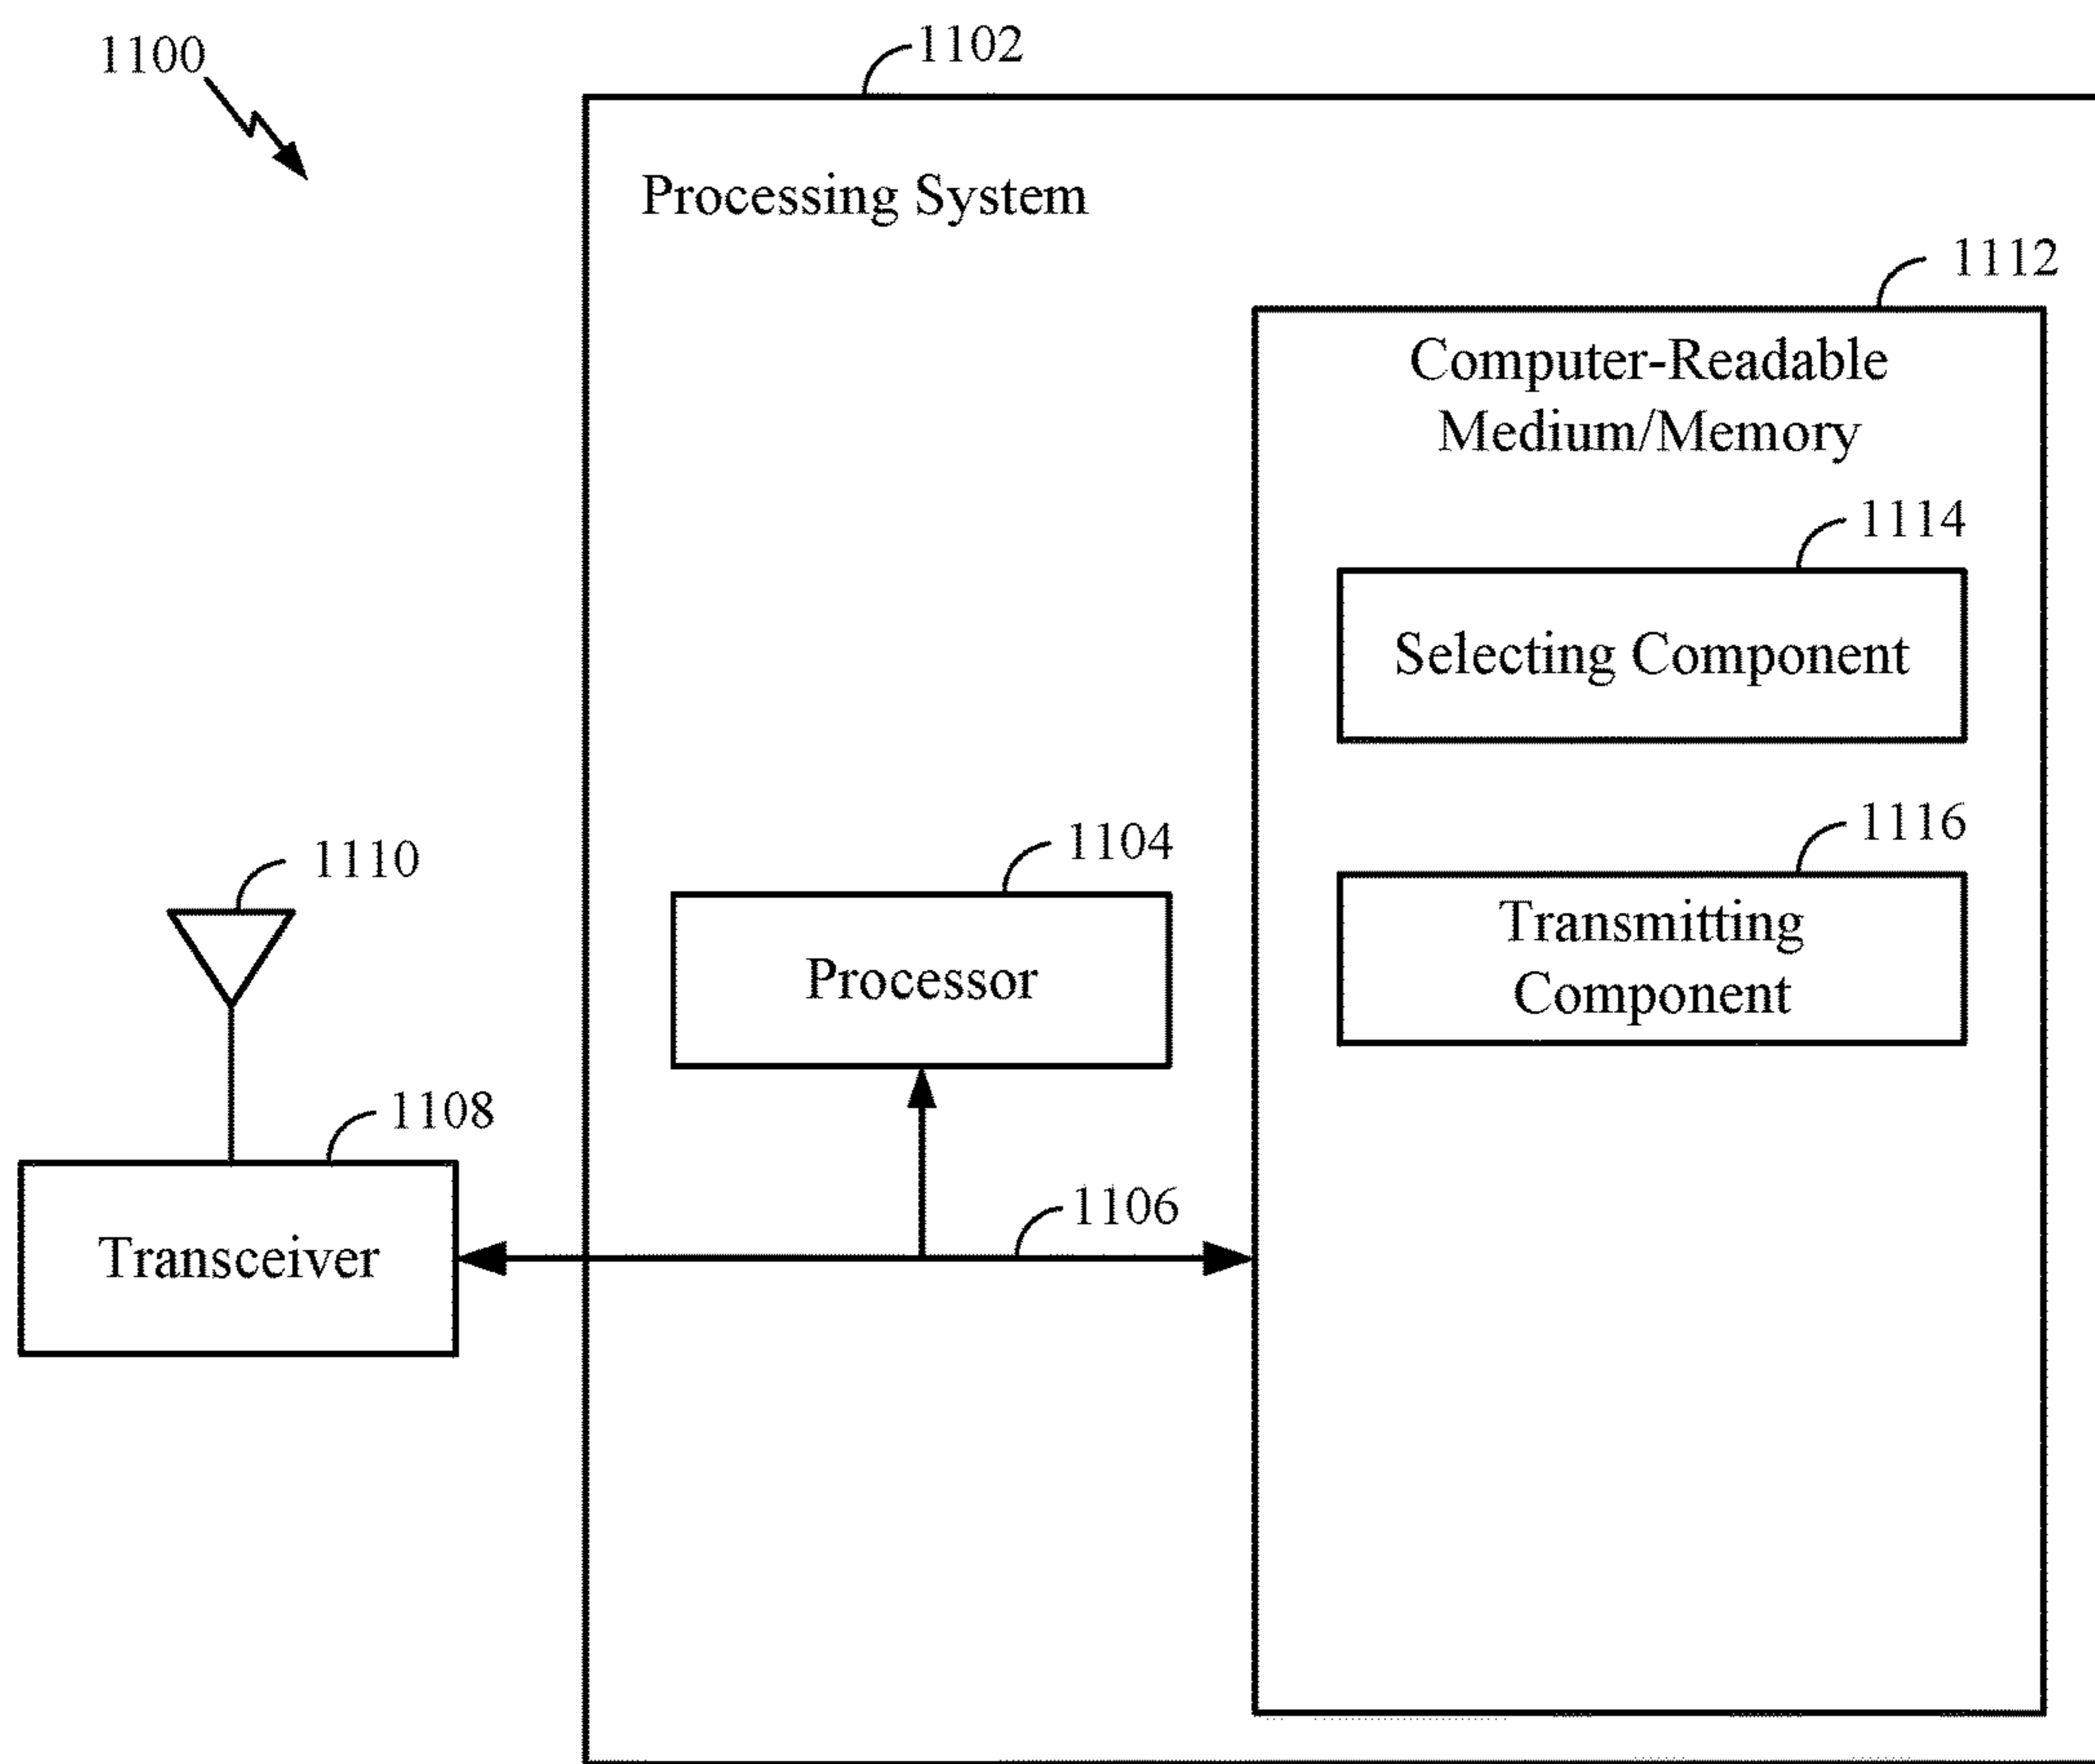 1100
1102
Processing System
1112
Computer-Readable
Medium/Memory
1114
Selecting Component
1116
Transmitting
Component
1104
Processor
1110
1108
Transceiver
1106